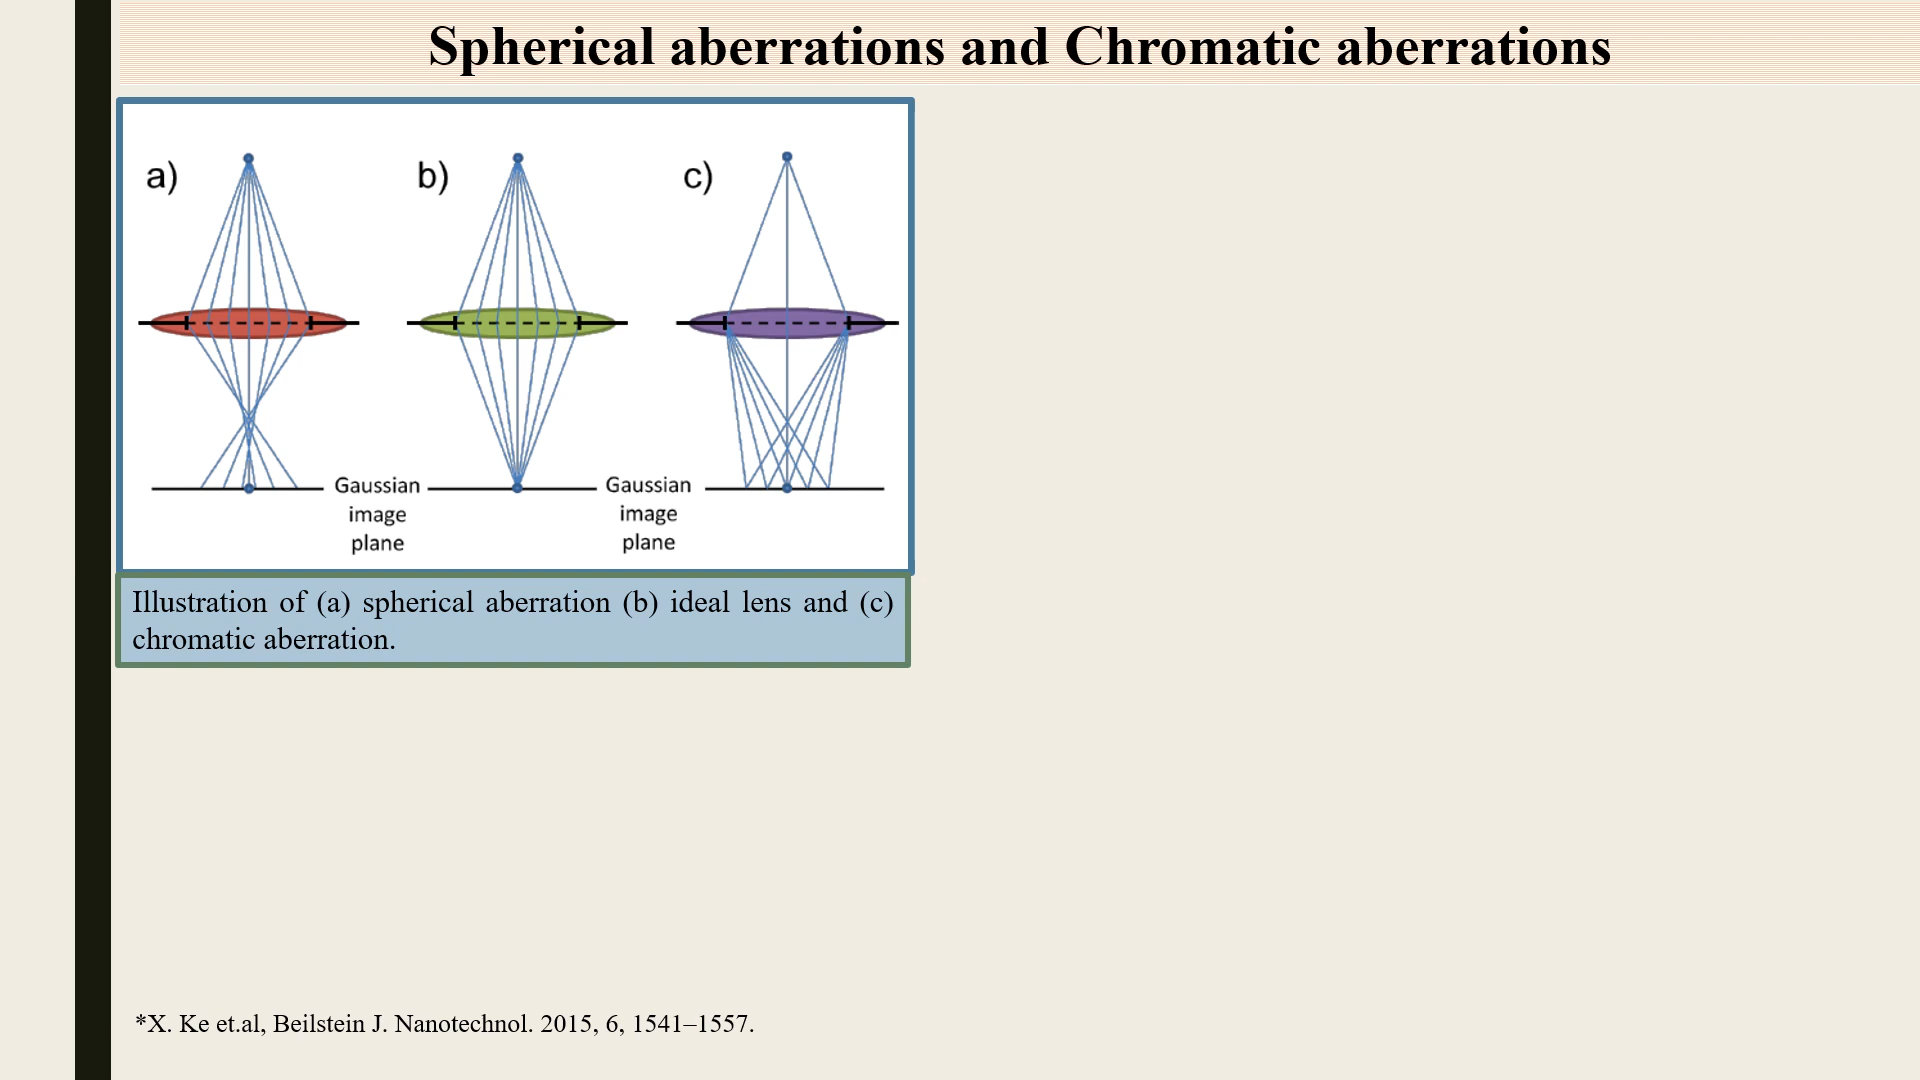 Spherical aberrations and Chromatic aberrations
a)
b)
c)
Gaussian
image
plane
Gaussian
image
plane
Illustration of (a) spherical aberration (b) ideal lens and (c)
chromatic aberration.
*X. Ke et.al, Beilstein J. Nanotechnol. 2015, 6, 1541–1557.